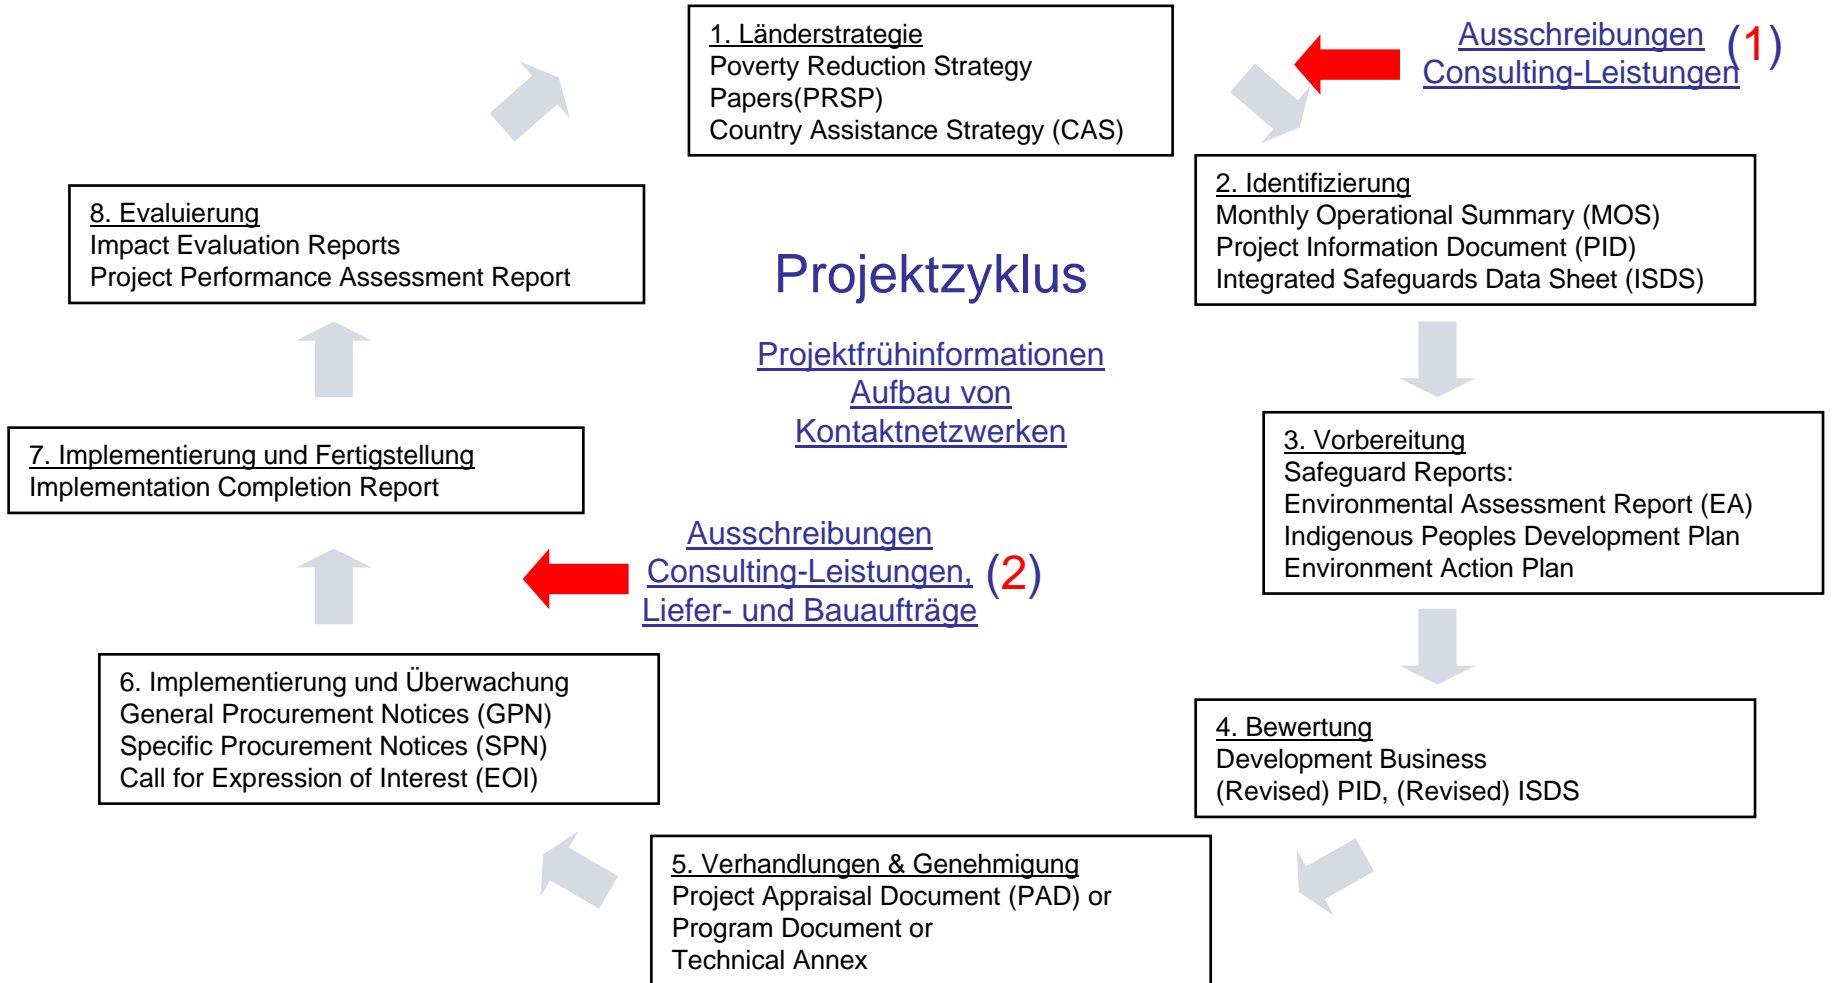 1. Länderstrategie
Poverty Reduction Strategy
Papers(PRSP)
Country Assistance Strategy (CAS)
Ausschreibungen
Consulting-Leistungen
(1)
2. Identifizierung
Monthly Operational Summary (MOS)
Project Information Document (PID)
Integrated Safeguards Data Sheet (ISDS)
8. Evaluierung
Impact Evaluation Reports
Project Performance Assessment Report
Projektzyklus
Projektfrühinformationen
Aufbau von
Kontaktnetzwerken
3. Vorbereitung
Safeguard Reports:
Environmental Assessment Report (EA)
Indigenous Peoples Development Plan
Environment Action Plan
7. Implementierung und Fertigstellung
Implementation Completion Report
Ausschreibungen
Consulting-Leistungen,
Liefer- und Bauaufträge
(2)
6. Implementierung und Überwachung
General Procurement Notices (GPN)
Specific Procurement Notices (SPN)
Call for Expression of Interest (EOI)
4. Bewertung
Development Business
(Revised) PID, (Revised) ISDS
5. Verhandlungen & Genehmigung
Project Appraisal Document (PAD) or
Program Document or
Technical Annex